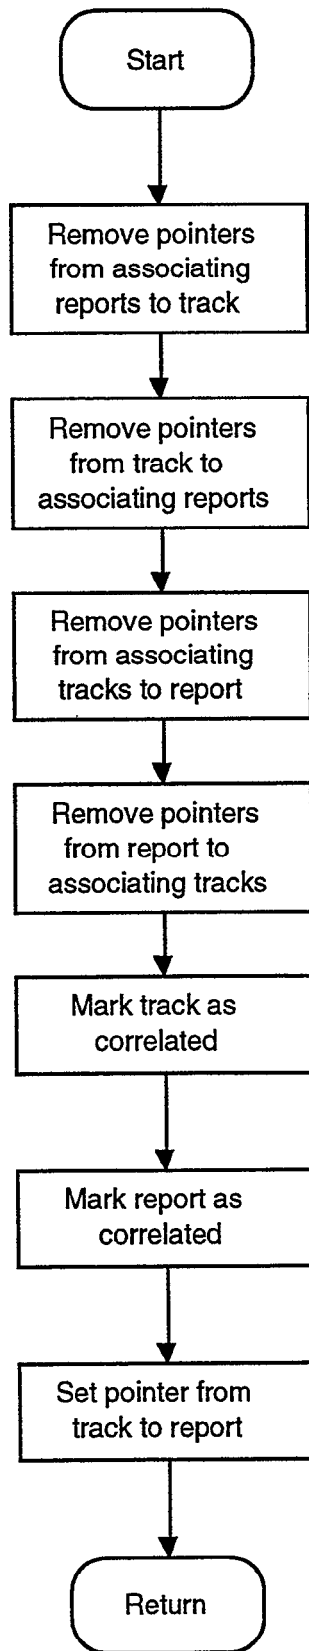 Start
Remove pointers
from associating
reports to track
Remove pointers
from track to
associating reports
Remove pointers
from associating
tracks to report
Remove pointers
from report to
associating tracks
Mark track as
correlated
Mark report as
correlated
Set pointer from
track to report
Return